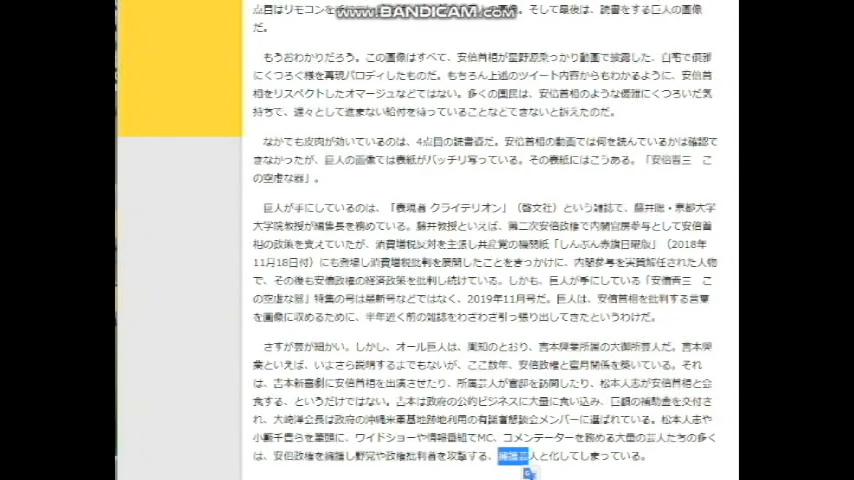 点目はリモコンを
www.BANDICAM.com
画像。そして最後は、読書をする巨人の画像
だ。
もうおわかりだろう。この画像はすべて、安倍首相が星野源乗っかり動画で披露した、自宅で優雅
にくつろぐ様を再現パロディしたものだ。もちろん上述のツイート内容からもわかるように、安倍首
相をリスペクトしたオマージュなどではない。多くの国民は、安倍首相のような優雅にくつろいだ気
持ちで、遅々として進まない給付を待っていることなどできないと訴えたのだ。
なかでも皮肉が効いているのは、4点目の読書姿だ。安倍首相の動画では何を読んでいるかは確認で
きなかったが、巨人の画像では表紙がバッチリ写っている。その表紙にはこうある。「安倍晋三 こ
の空虚な器」。
巨人が手にしているのは、「表現者 クライテリオン」（啓文社）という雑誌で、藤井聡・京都大学
大学院教授が編集長を務めている。藤井教授といえば、第二次安倍政権で内閣官房参与として安倍首
相の政策を支えていたが、消費増税反対を主張し共産党の機関紙「しんぶん赤旗日曜版」（2018年
11月18日付）にも登場し消費増税批判を展開したことをきっかけに、内閣参与を実質解任された人物
で、その後も安倍政権の経済政策を批判し続けている。しかも、巨人が手にしている「安倍晋三 こ
の空虚な器」特集の号は最新号などではなく、2019年11月号だ。巨人は、安倍首相を批判する言葉
を画像に収めるために、半年近く前の雑誌をわざわざ引っ張り出してきたというわけだ。
さすが芸が細かい。しかし、オール巨人は、周知のとおり、吉本興業所属の大御所芸人だ。吉本興
業といえば、いまさら説明するまでもないが、ここ数年、安倍政権と蜜月関係を築いている。それ
は、吉本新喜劇に安倍首相を出演させたり、所属芸人が官邸を訪問したり、松本人志が安倍首相と会
食する、というだけではない。吉本は政府の公的ビジネスに大量に食い込み、巨額の補助金を交付さ
れ、大崎洋会長は政府の沖縄米軍基地跡地利用の有識者懇談会メンバーに選ばれている。松本人志や
小籔千豊らを筆頭に、ワイドショーや情報番組でMC、コメンテーターを務める大量の芸人たちの多く
は、安倍政権を擁護し野党や政権批判者を攻撃する、擁護芸人と化してしまっている。